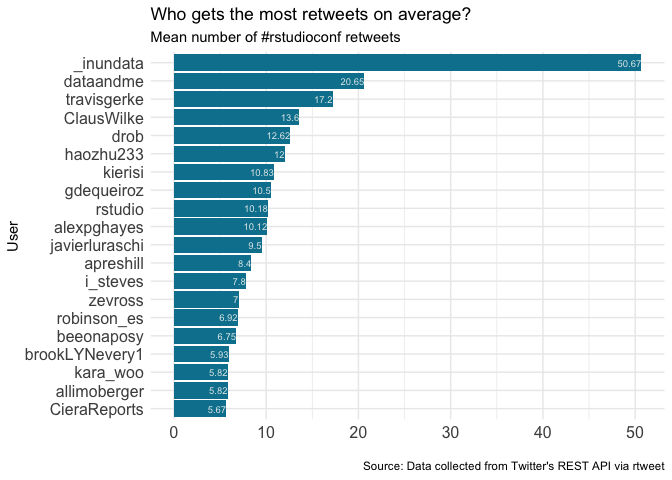 Who gets the most retweets on average?
Mean number of #rstudioconf retweets
User
_inundata 50.67
dataandme 20.65
travisgerke 17.2
ClausWilke 13.6
drob 12.62
haozhu233 12
kierisi 10.83
gdequeiroz 10.5
rstudio 10.18
alexpghayes 10.12
javierluraschi 9.5
apreshill 8.4
i_steves 7.8
zevross 7
robinson_es 6.92
beeonaposy 6.75
brookLYNevery1 5.93
kara_woo 5.82
allimoberger 5.82
CieraReports 5.67
0 10 20 30 40 50
Source: Data collected from Twitter's REST API via rtweet